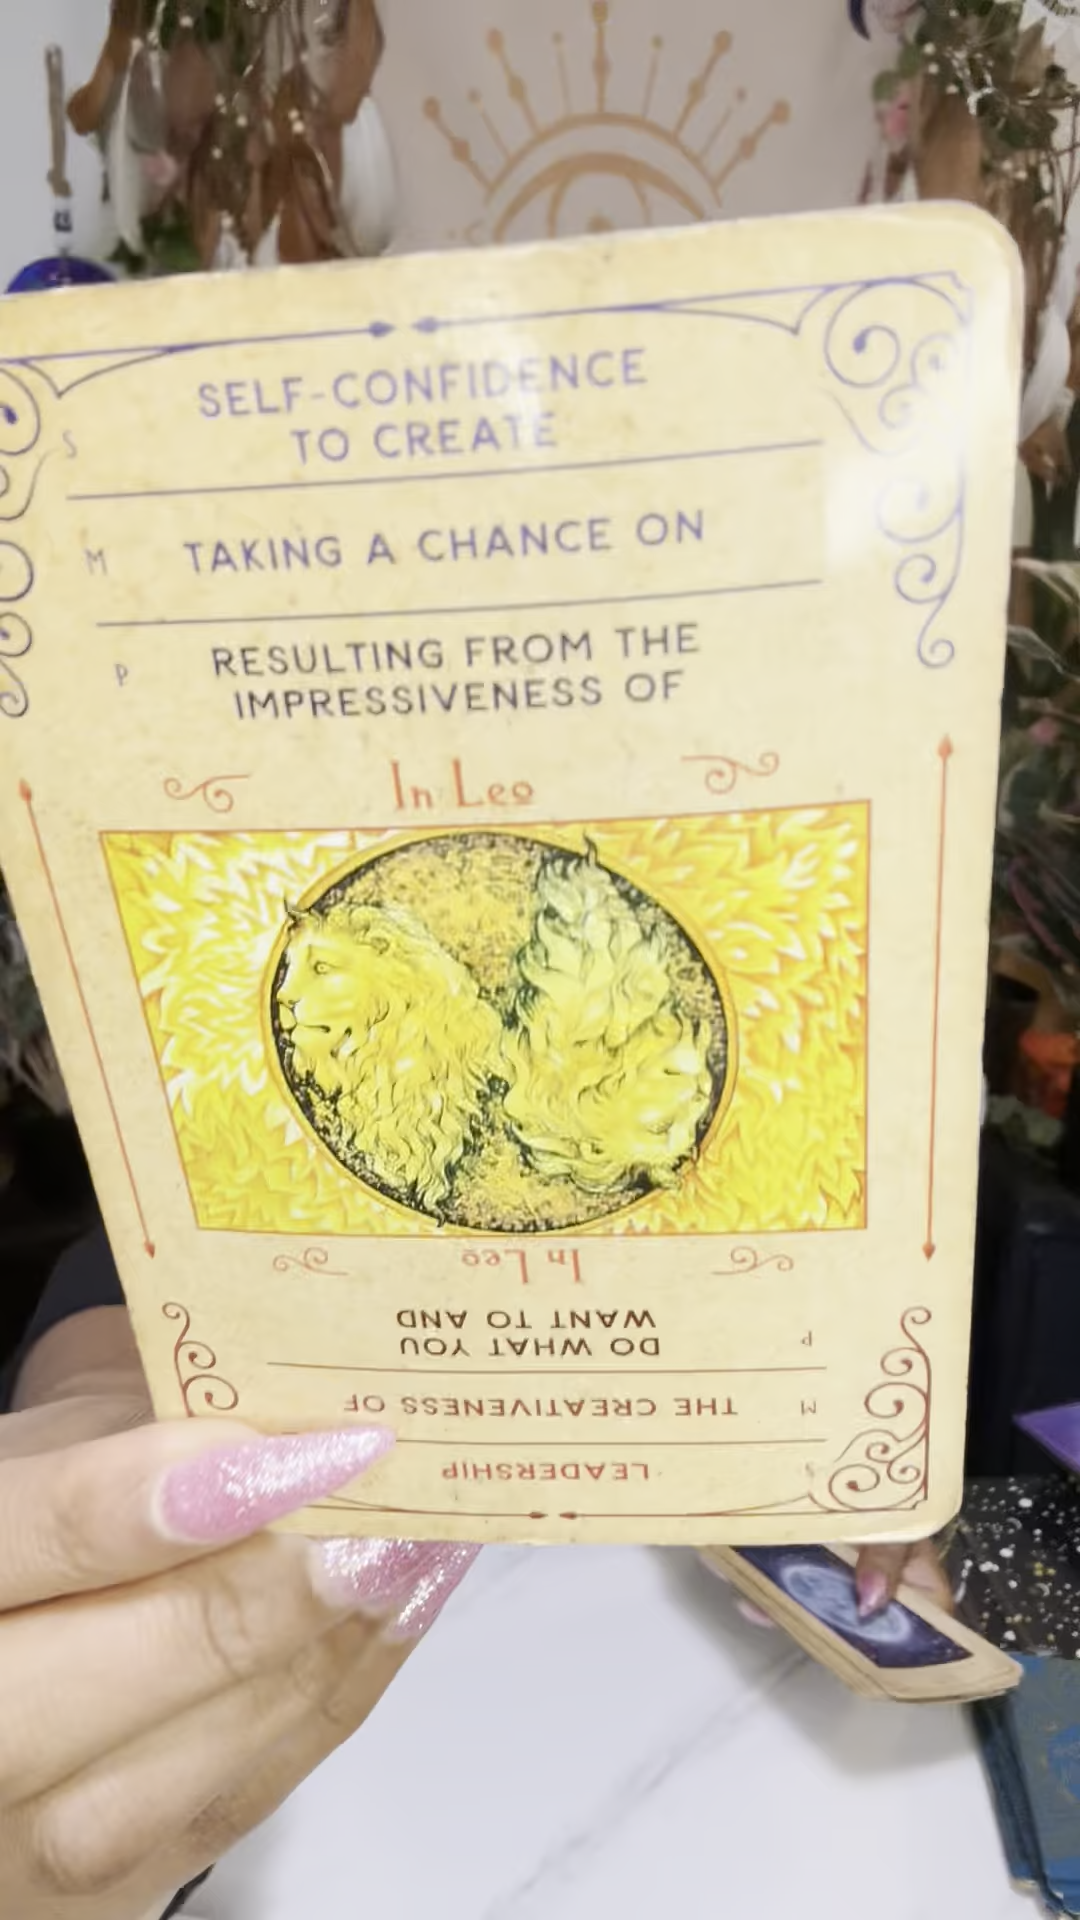 SELF-CONFIDENCE
TO CREATE
S
M
TAKING A CHANCE ON
P
RESULTING FROM THE
IMPRESSIVENESS OF
In Leo
In Leo
DO WHAT YOU
WANT TO AND
P
M
THE CREATIVENESS OF
S
LEADERSHIP